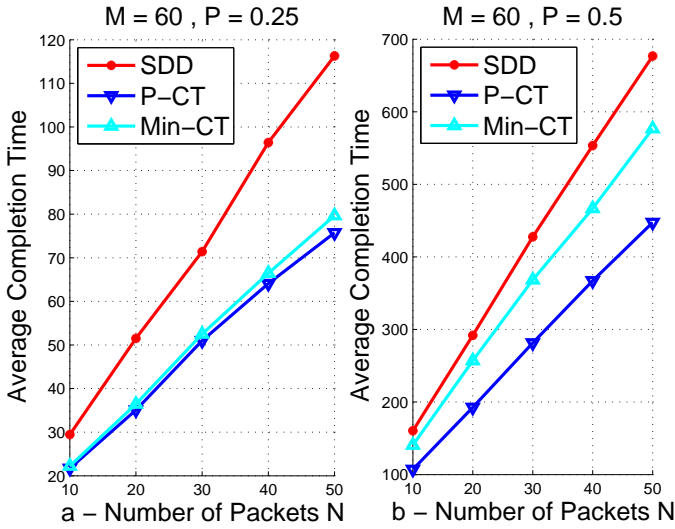 M = 60 , P = 0.25
120
110
100
90
80
70
60
50
40
30
20
10 20 30 40 50
Average Completion Time
a − Number of Packets N
SDD
P−CT
Min−CT
M = 60 , P = 0.5
700
600
500
400
300
200
100
10 20 30 40 50
Average Completion Time
b − Number of Packets N
SDD
P−CT
Min−CT